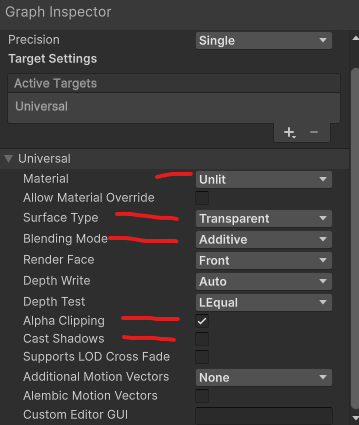 Graph Inspector
Precision Single
Target Settings
Active Targets
Universal
+ −
Universal
Material Unlit
Allow Material Override
Surface Type Transparent
Blending Mode Additive
Render Face Front
Depth Write Auto
Depth Test LEqual
Alpha Clipping
Cast Shadows
Supports LOD Cross Fade
Additional Motion Vectors None
Alembic Motion Vectors
Custom Editor GUI